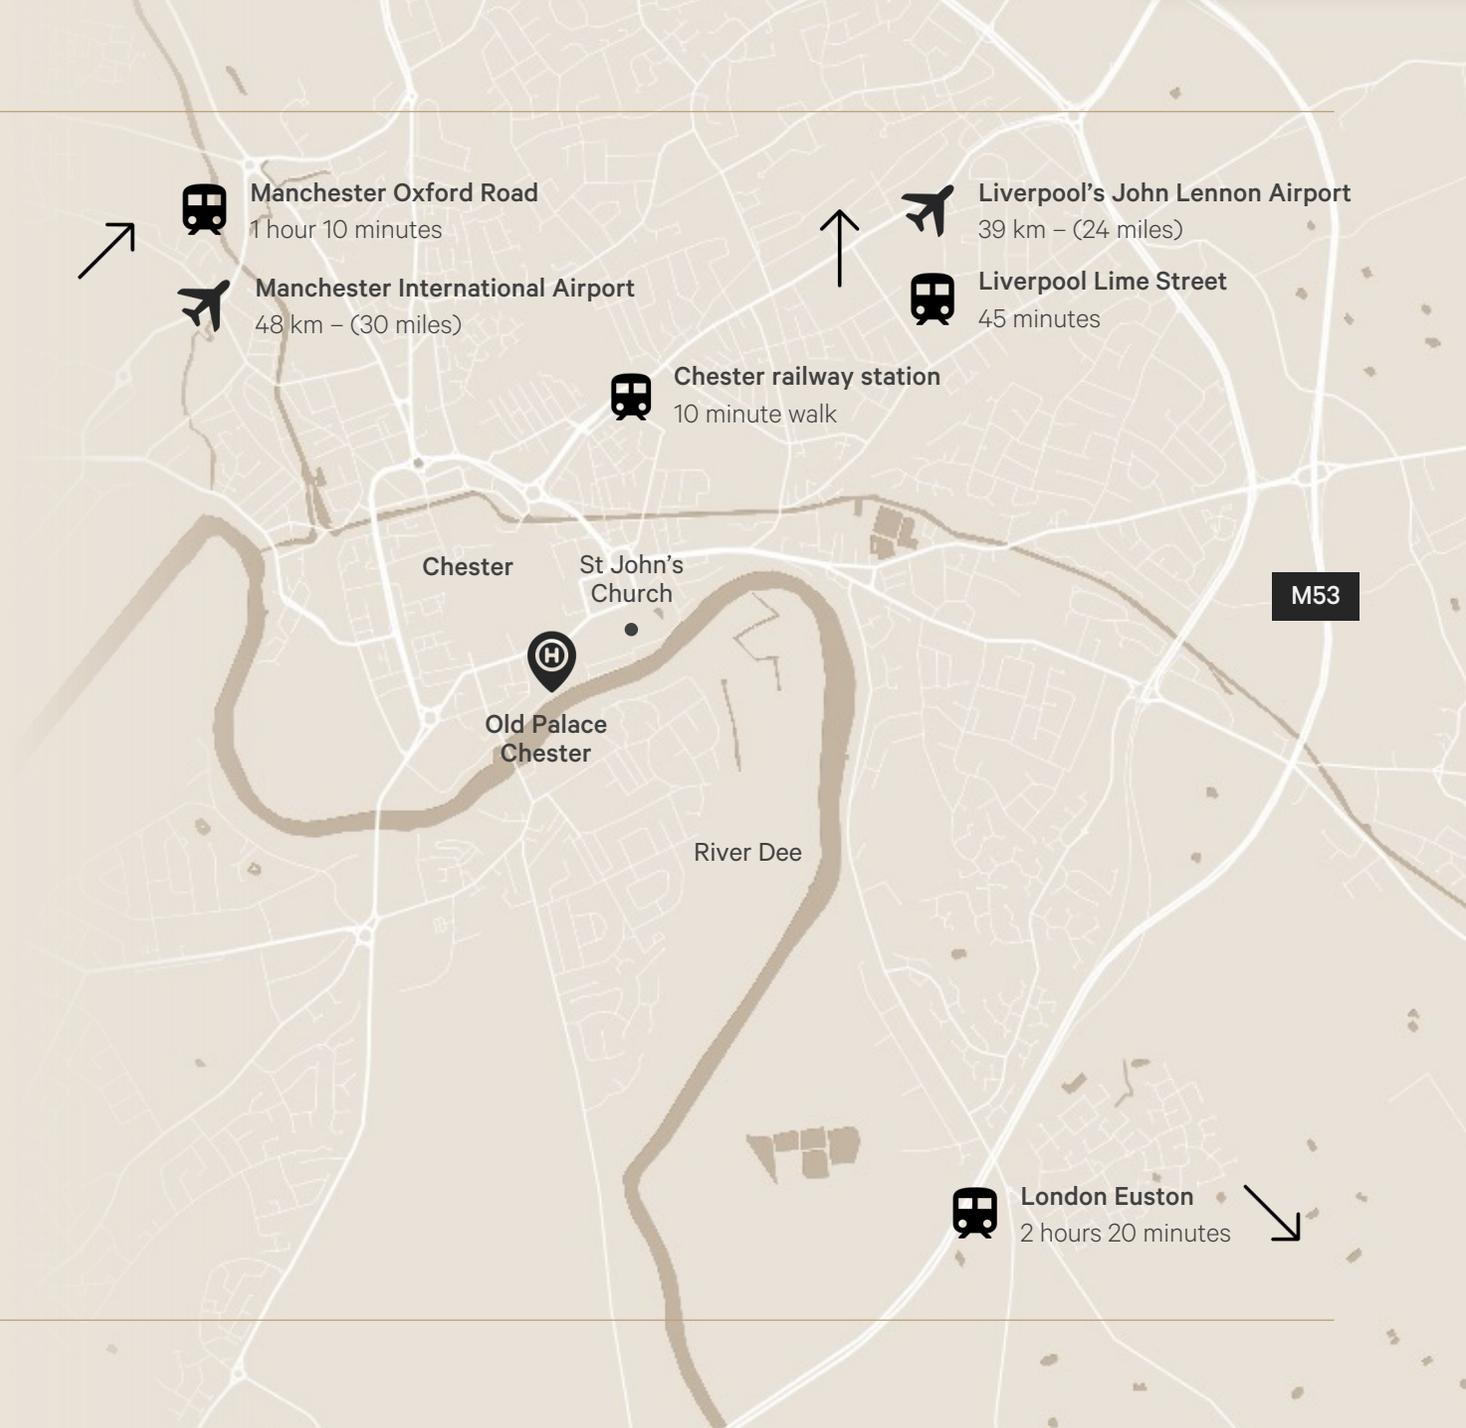 Manchester Oxford Road
1 hour 10 minutes
Manchester International Airport
48 km – (30 miles)
Liverpool’s John Lennon Airport
39 km – (24 miles)
Liverpool Lime Street
45 minutes
Chester railway station
10 minute walk
Chester
St John’s
Church
M53
H
Old Palace
Chester
River Dee
London Euston
2 hours 20 minutes